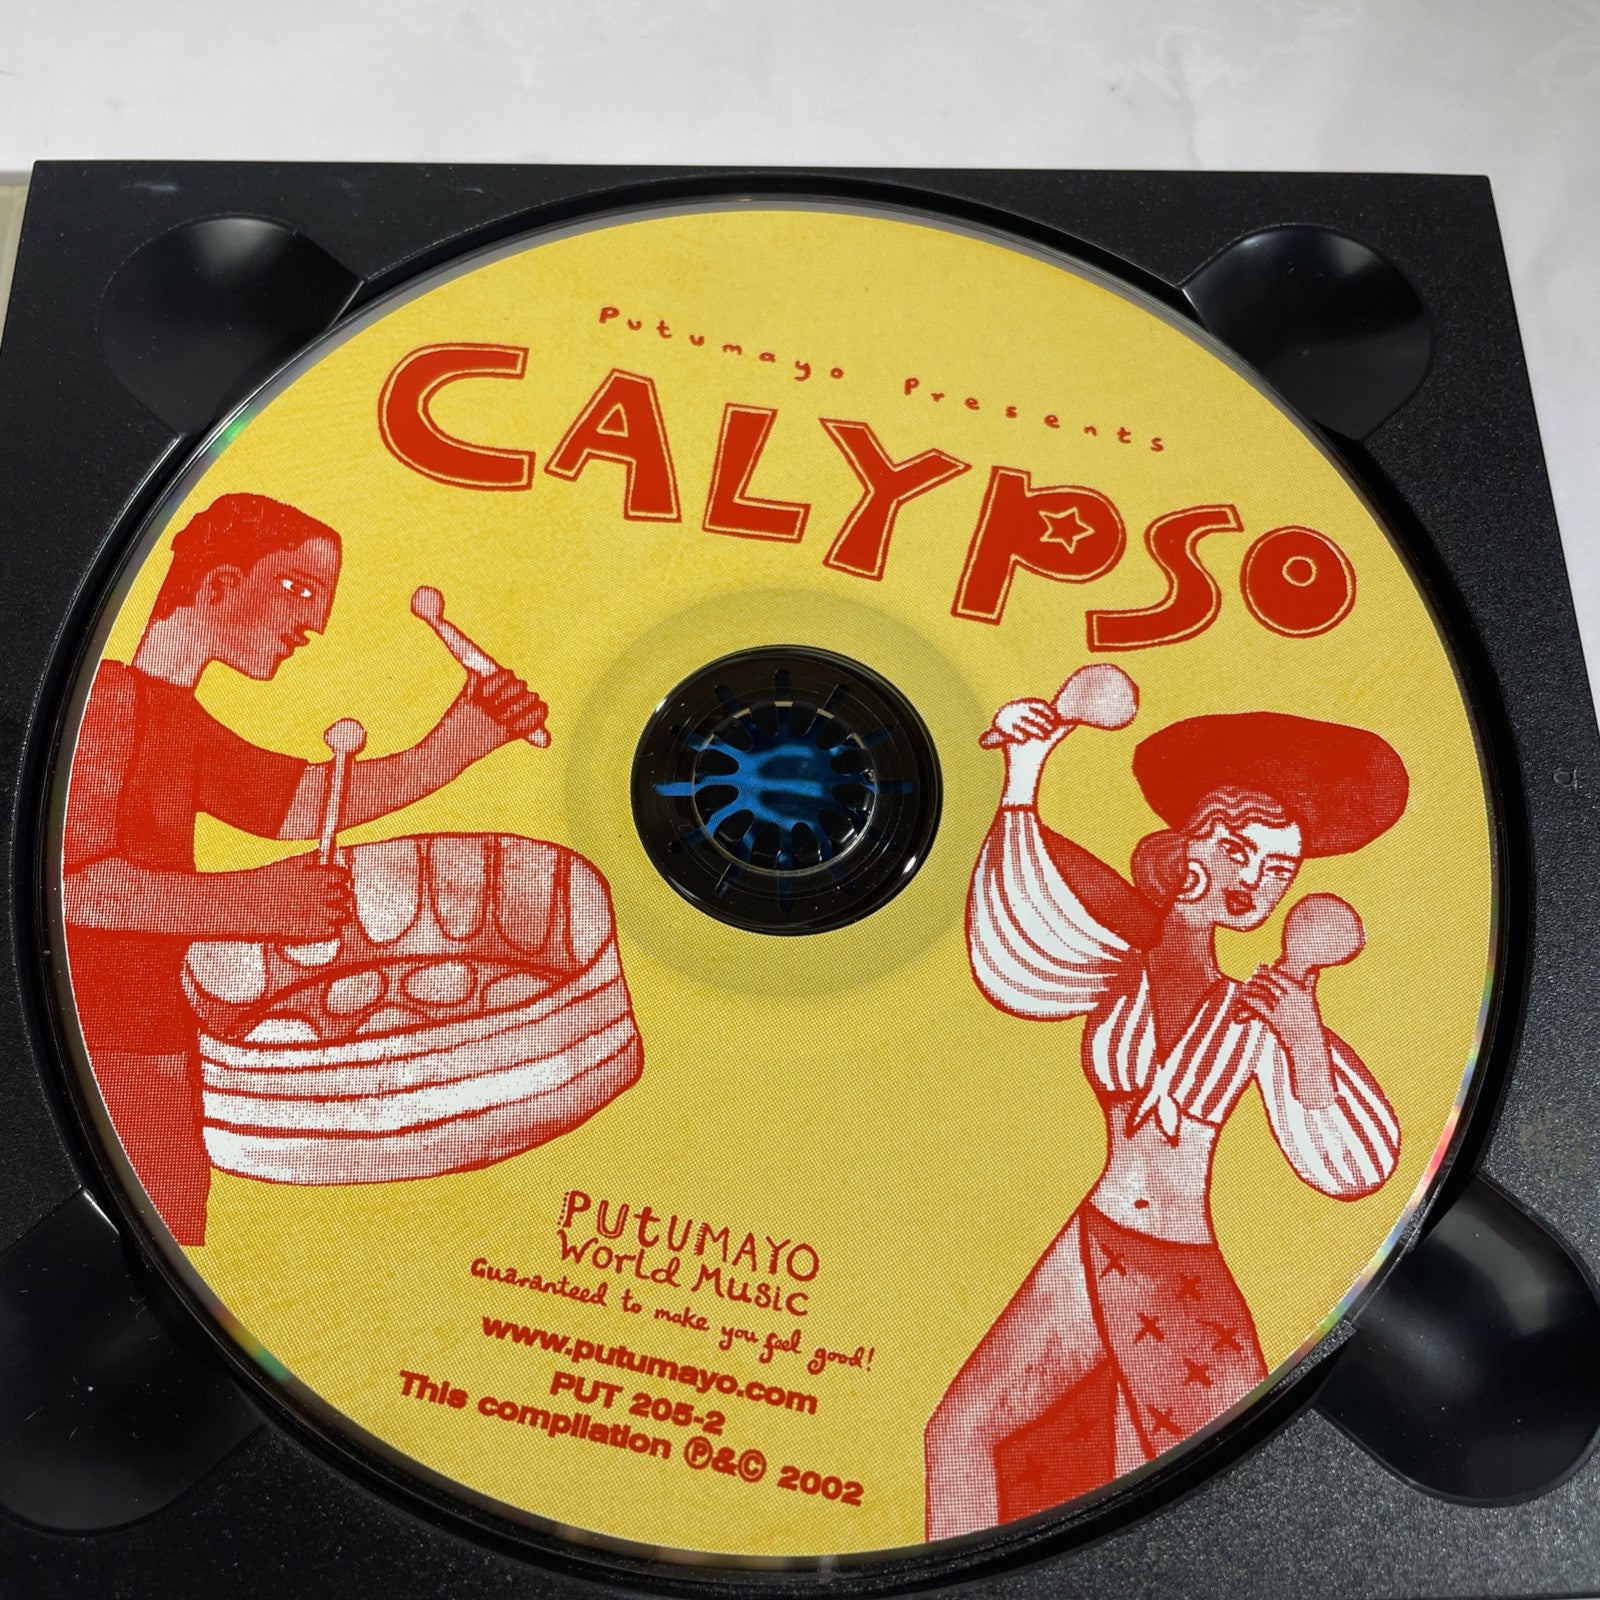 Putumayo Presents
CALYPSO
PUTUMAYO
World Music
Guaranteed to make you feel good!
www.putumayo.com
PUT 205-2
This compilation ℗&© 2002